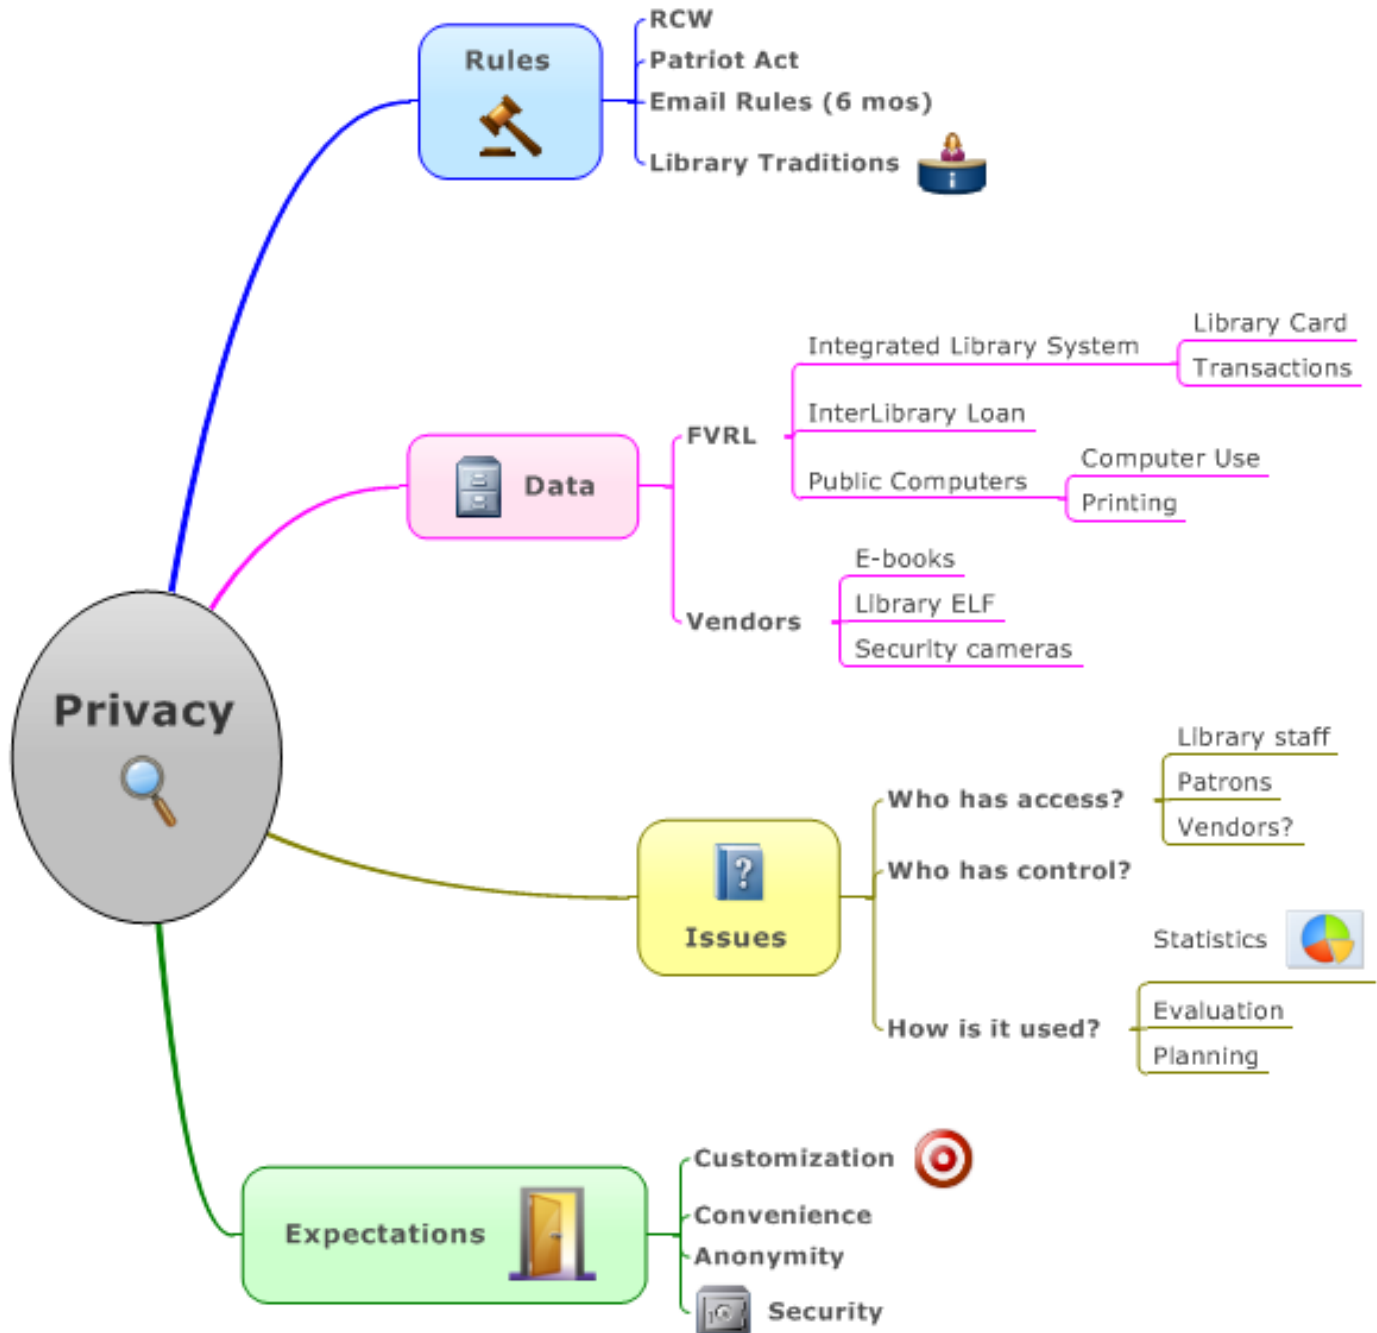 Rules
RCW
Patriot Act
Email Rules (6 mos)
Library Traditions
i
Data
FVRL
Integrated Library System
Library Card
Transactions
InterLibrary Loan
Public Computers
Computer Use
Printing
Vendors
E-books
Library ELF
Security cameras
Privacy
?
Issues
Who has access?
Library staff
Patrons
Vendors?
Who has control?
How is it used?
Statistics
Evaluation
Planning
Expectations
Customization
Convenience
Anonymity
Security